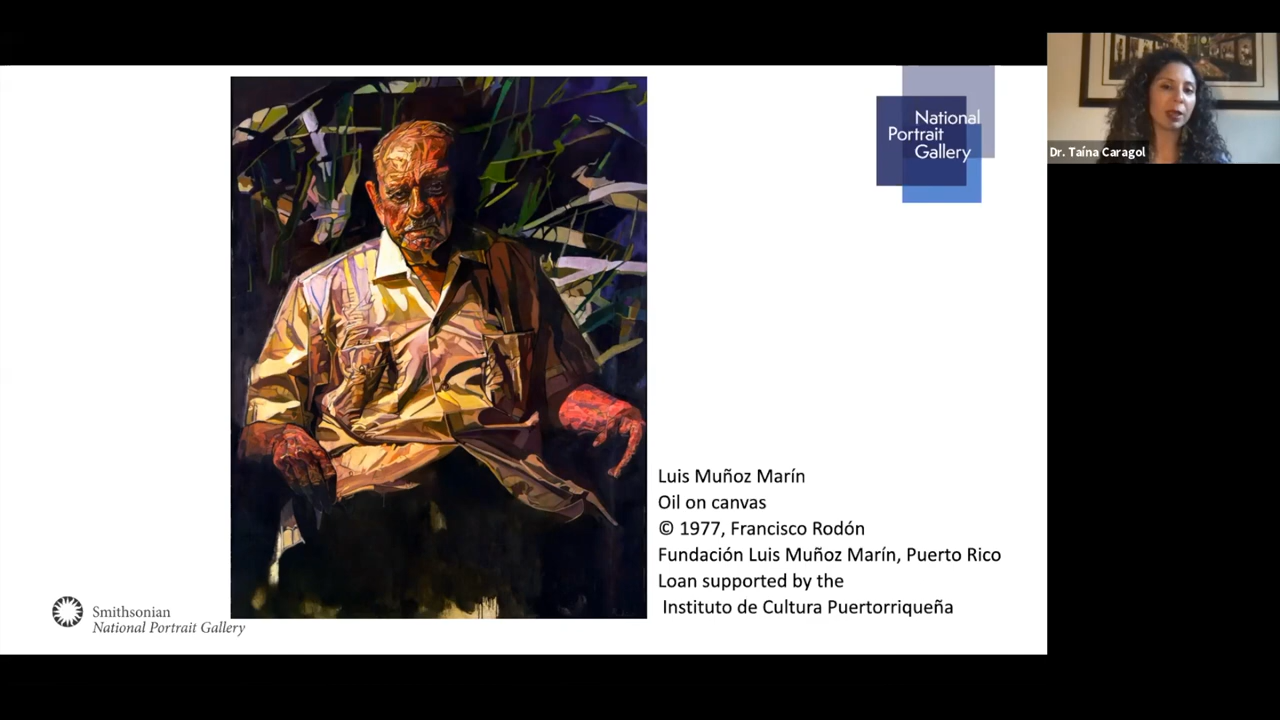 National
Portrait
Gallery
Dr. Taína Caragol
Luis Muñoz Marín
Oil on canvas
© 1977, Francisco Rodón
Fundación Luis Muñoz Marín, Puerto Rico
Loan supported by the
Instituto de Cultura Puertorriqueña
Smithsonian
National Portrait Gallery